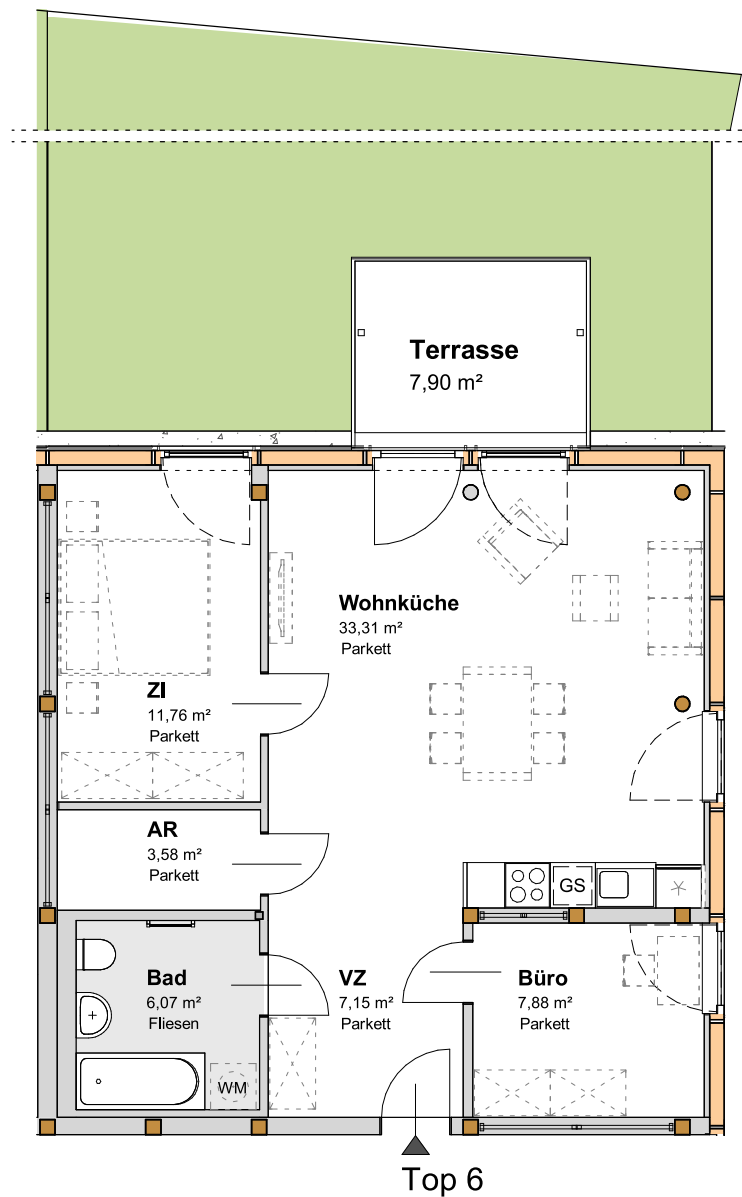 Terrasse
7,90 m²
Wohnküche
33,31 m²
Parkett
ZI
11,76 m²
Parkett
AR
3,58 m²
Parkett
GS
Bad
6,07 m²
Fliesen
VZ
7,15 m²
Parkett
Büro
7,88 m²
Parkett
WM
Top 6